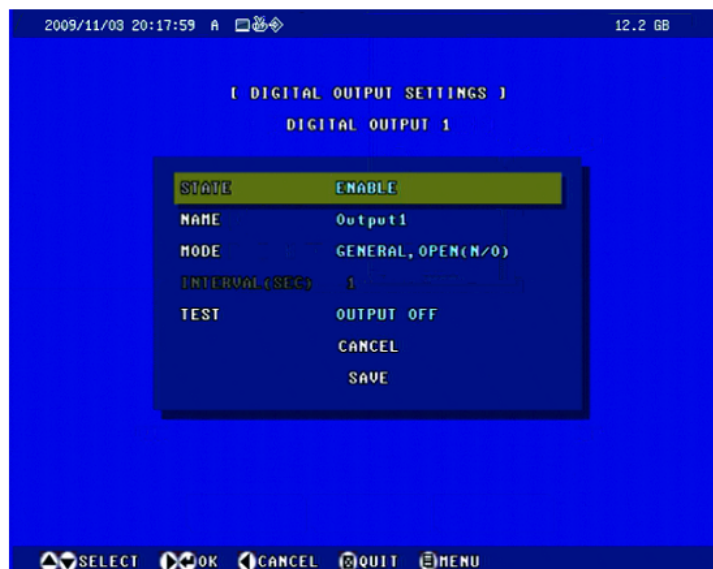 2009/11/03 20:17:59 A 12.2 GB
[ DIGITAL OUTPUT SETTINGS ]
DIGITAL OUTPUT 1
STATE ENABLE
NAME Output1
MODE GENERAL,OPEN(N/O)
INTERVAL(SEC) 1
TEST OUTPUT OFF
CANCEL
SAVE
SELECT OK CANCEL QUIT MENU